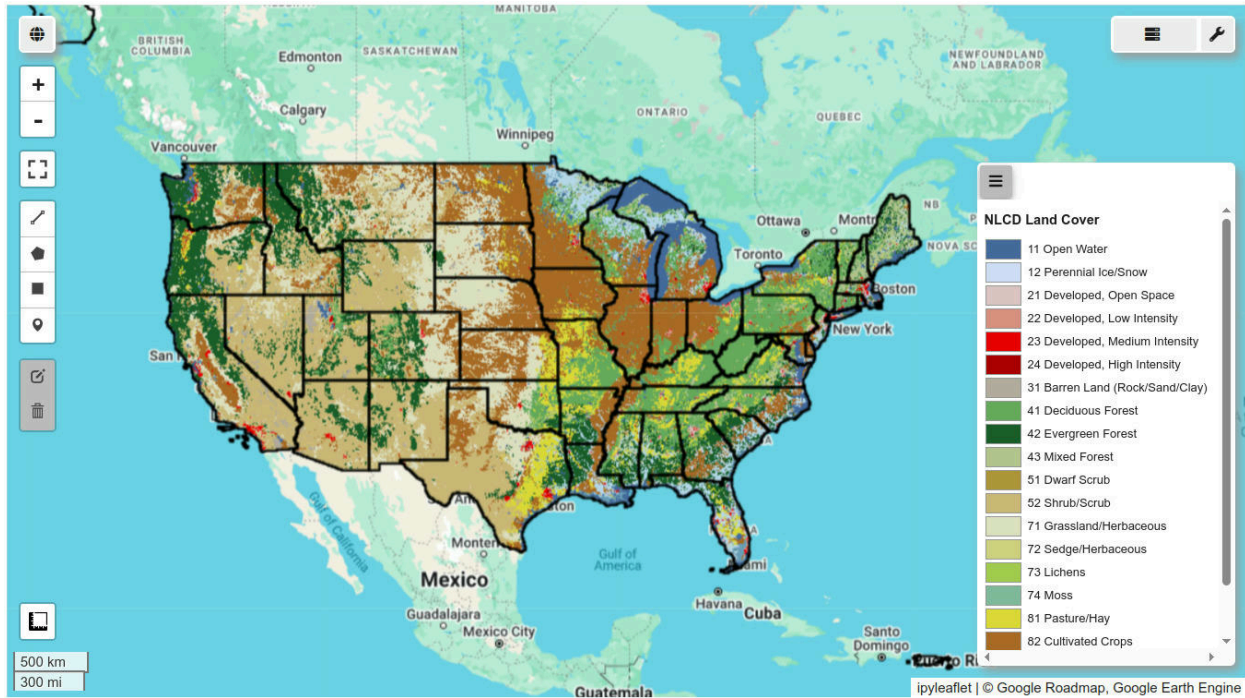 MANITOBA
BRITISH
COLUMBIA
Edmonton
SASKATCHEWAN
NEWFOUNDLAND
AND LABRADOR
Calgary
ONTARIO
QUEBEC
Winnipeg
Vancouver
+
-
NLCD Land Cover
11 Open Water
12 Perennial Ice/Snow
21 Developed, Open Space
22 Developed, Low Intensity
23 Developed, Medium Intensity
24 Developed, High Intensity
31 Barren Land (Rock/Sand/Clay)
41 Deciduous Forest
42 Evergreen Forest
43 Mixed Forest
51 Dwarf Scrub
52 Shrub/Scrub
71 Grassland/Herbaceous
72 Sedge/Herbaceous
73 Lichens
74 Moss
81 Pasture/Hay
82 Cultivated Crops
NB
Ottawa
NOVA SC
Toronto
Boston
New York
Gulf of
California
Gulf of
America
Mexico
Guadalajara
Mexico City
Havana
Cuba
Santo
Domingo
Guatemala
500 km
300 mi
ipyleaflet | © Google Roadmap, Google Earth Engine